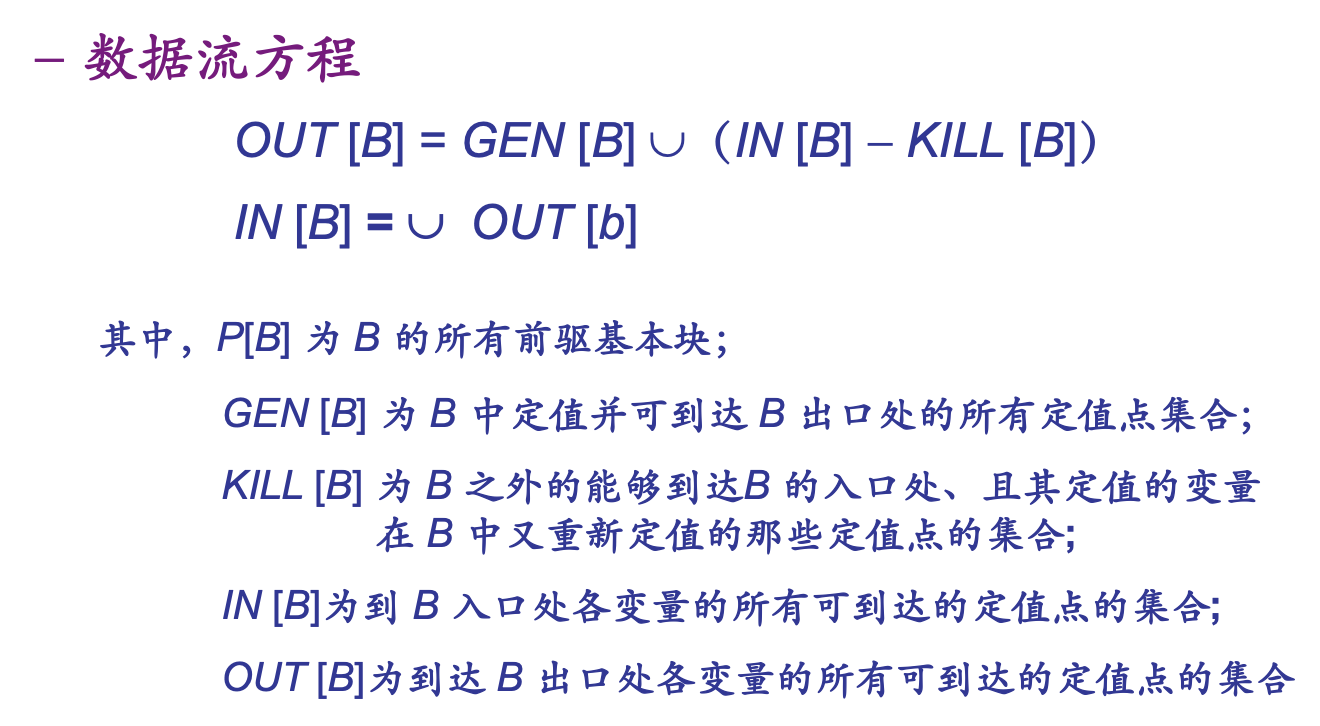 – 数据流方程
OUT [B] = GEN [B] ∪（IN [B] – KILL [B]）
IN [B] = ∪ OUT [b]
其中，P[B] 为 B 的所有前驱基本块；
GEN [B] 为 B 中定值并可到达 B 出口处的所有定值点集合；
KILL [B] 为 B 之外的能够到达B 的入口处、且其定值的变量
在 B 中又重新定值的那些定值点的集合;
IN [B]为到 B 入口处各变量的所有可到达的定值点的集合;
OUT [B]为到达 B 出口处各变量的所有可到达的定值点的集合